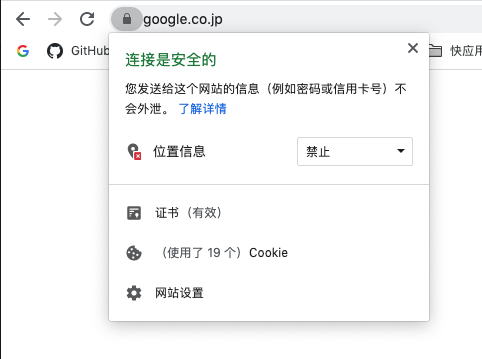 google.co.jp
GitHub
快应用
连接是安全的
您发送给这个网站的信息（例如密码或信用卡号）不
会外泄。 了解详情
位置信息
禁止
证书（有效）
（使用了 19 个）Cookie
网站设置